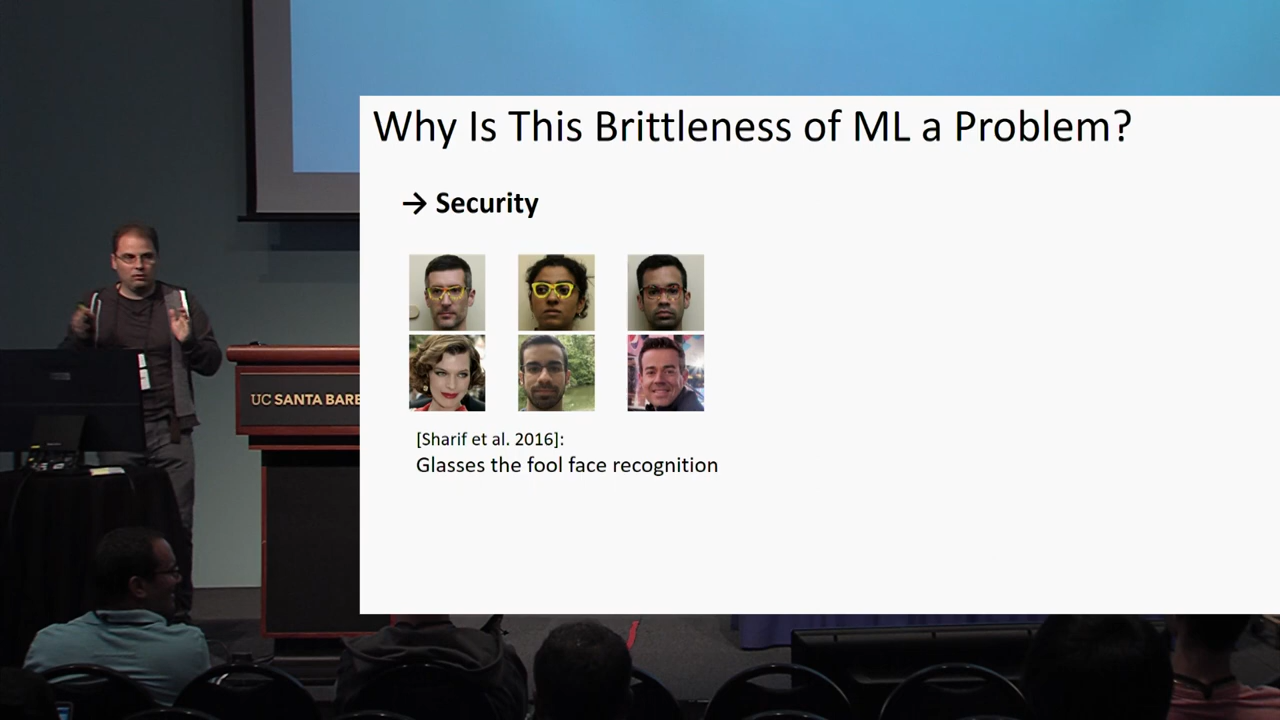 Why Is This Brittleness of ML a Problem?
→ Security
UC SANTA BARB
[Sharif et al. 2016]:
Glasses the fool face recognition